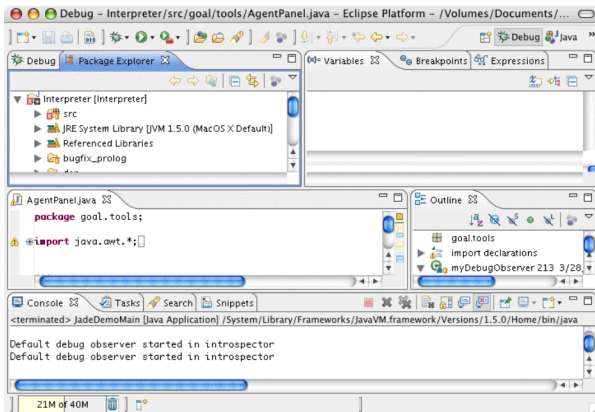 Debug - Interpreter/src/goal/tools/AgentPanel.java - Eclipse Platform - /Volumes/Documents/...
Debug Java
Debug Package Explorer
(x)= Variables Breakpoints Expressions
Interpreter [Interpreter]
src
JRE System Library [JVM 1.5.0 (MacOS X Default)]
Referenced Libraries
bugfix_prolog
AgentPanel.java
package goal.tools;
import java.awt.*;
Outline
goal.tools
import declarations
myDebugObserver 213 3/28,
Console Tasks Search Snippets
<terminated> JadeDemoMain [Java Application] /System/Library/Frameworks/JavaVM.framework/Versions/1.5.0/Home/bin/java
Default debug observer started in introspector
Default debug observer started in introspector
21M of 40M